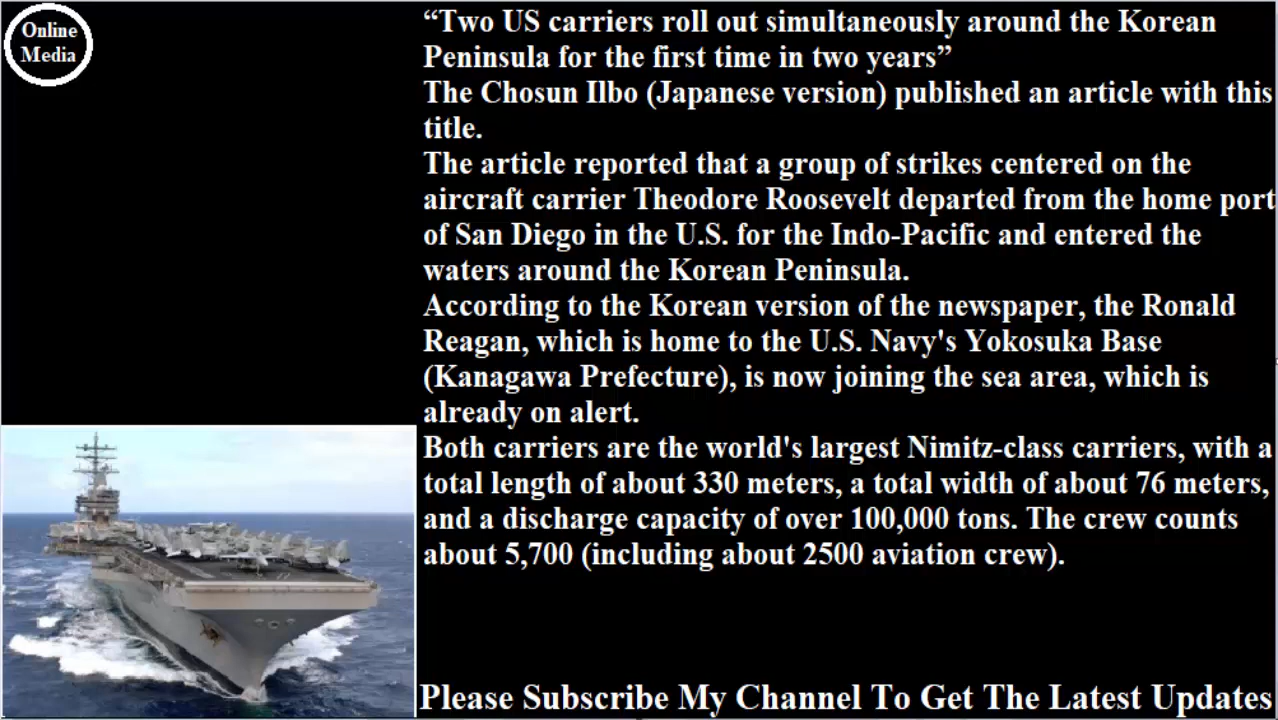 Online
Media
“Two US carriers roll out simultaneously around the Korean
Peninsula for the first time in two years”
The Chosun Ilbo (Japanese version) published an article with this
title.
The article reported that a group of strikes centered on the
aircraft carrier Theodore Roosevelt departed from the home port
of San Diego in the U.S. for the Indo-Pacific and entered the
waters around the Korean Peninsula.
According to the Korean version of the newspaper, the Ronald
Reagan, which is home to the U.S. Navy's Yokosuka Base
(Kanagawa Prefecture), is now joining the sea area, which is
already on alert.
Both carriers are the world's largest Nimitz-class carriers, with a
total length of about 330 meters, a total width of about 76 meters,
and a discharge capacity of over 100,000 tons. The crew counts
about 5,700 (including about 2500 aviation crew).
Please Subscribe My Channel To Get The Latest Updates